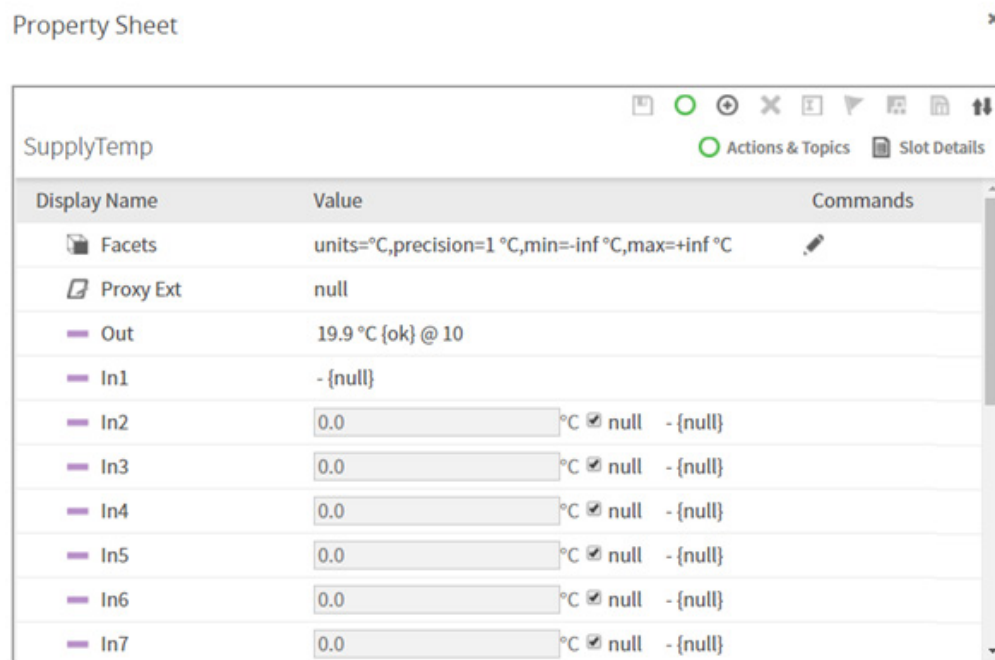 Property Sheet
SupplyTemp
Actions & Topics Slot Details
Display Name Value Commands
Facets units=°C,precision=1 °C,min=-inf °C,max=+inf °C
Proxy Ext null
Out 19.9 °C {ok} @ 10
In1 - {null}
In2 0.0 °C null - {null}
In3 0.0 °C null - {null}
In4 0.0 °C null - {null}
In5 0.0 °C null - {null}
In6 0.0 °C null - {null}
In7 0.0 °C null - {null}